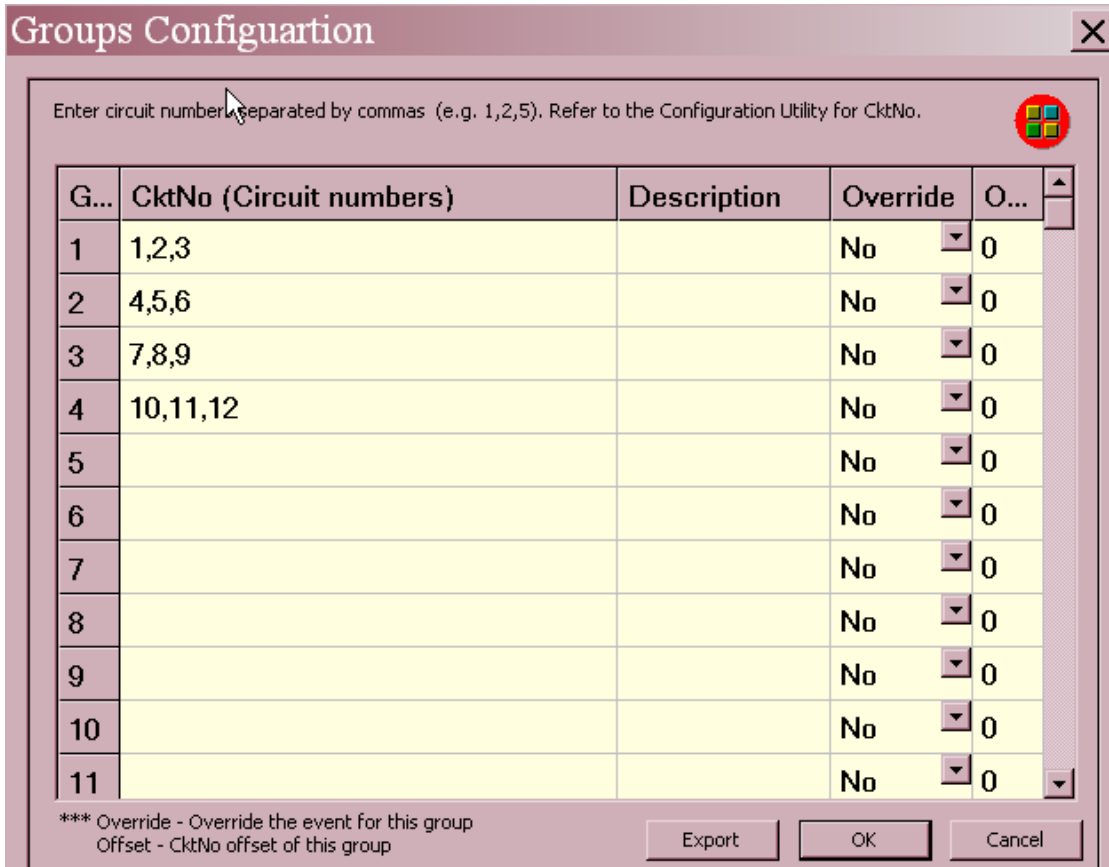 Groups Configuartion
Enter circuit number separated by commas (e.g. 1,2,5). Refer to the Configuration Utility for CktNo.
G... CktNo (Circuit numbers) Description Override O...
1 1,2,3 No 0
2 4,5,6 No 0
3 7,8,9 No 0
4 10,11,12 No 0
5 No 0
6 No 0
7 No 0
8 No 0
9 No 0
10 No 0
11 No 0
*** Override - Override the event for this group
Offset - CktNo offset of this group
Export OK Cancel